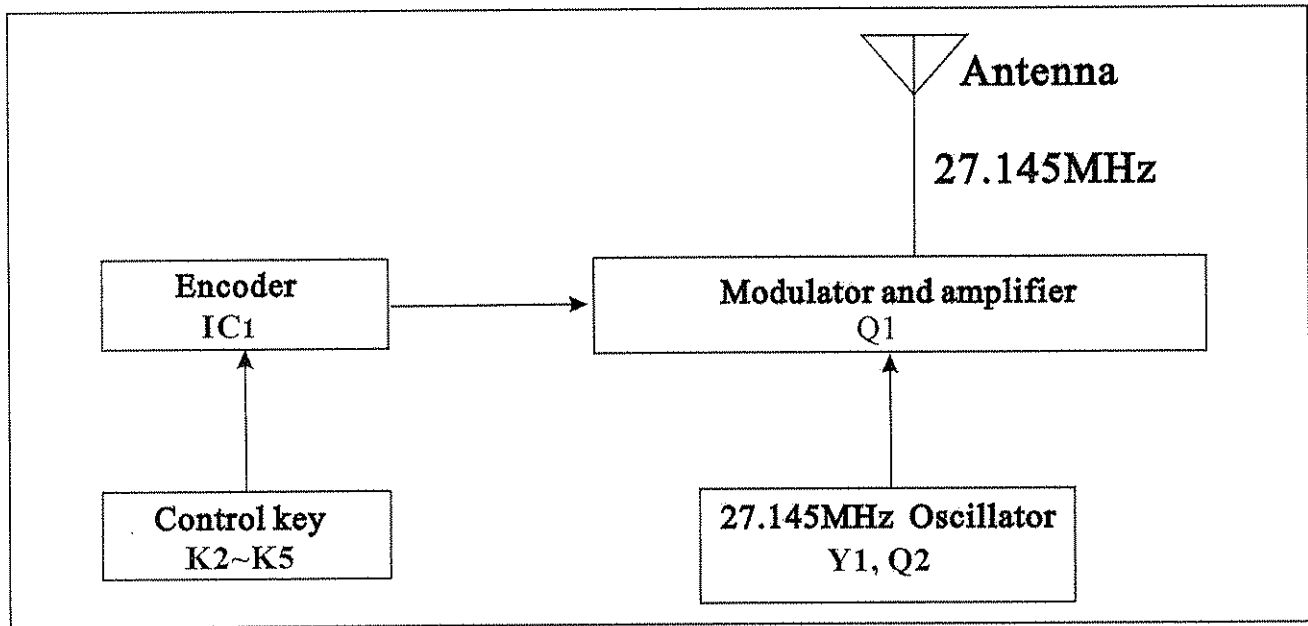 Antenna
27.145MHz
Encoder
IC1
Modulator and amplifier
Q1
Control key
K2~K5
27.145MHz Oscillator
Y1, Q2